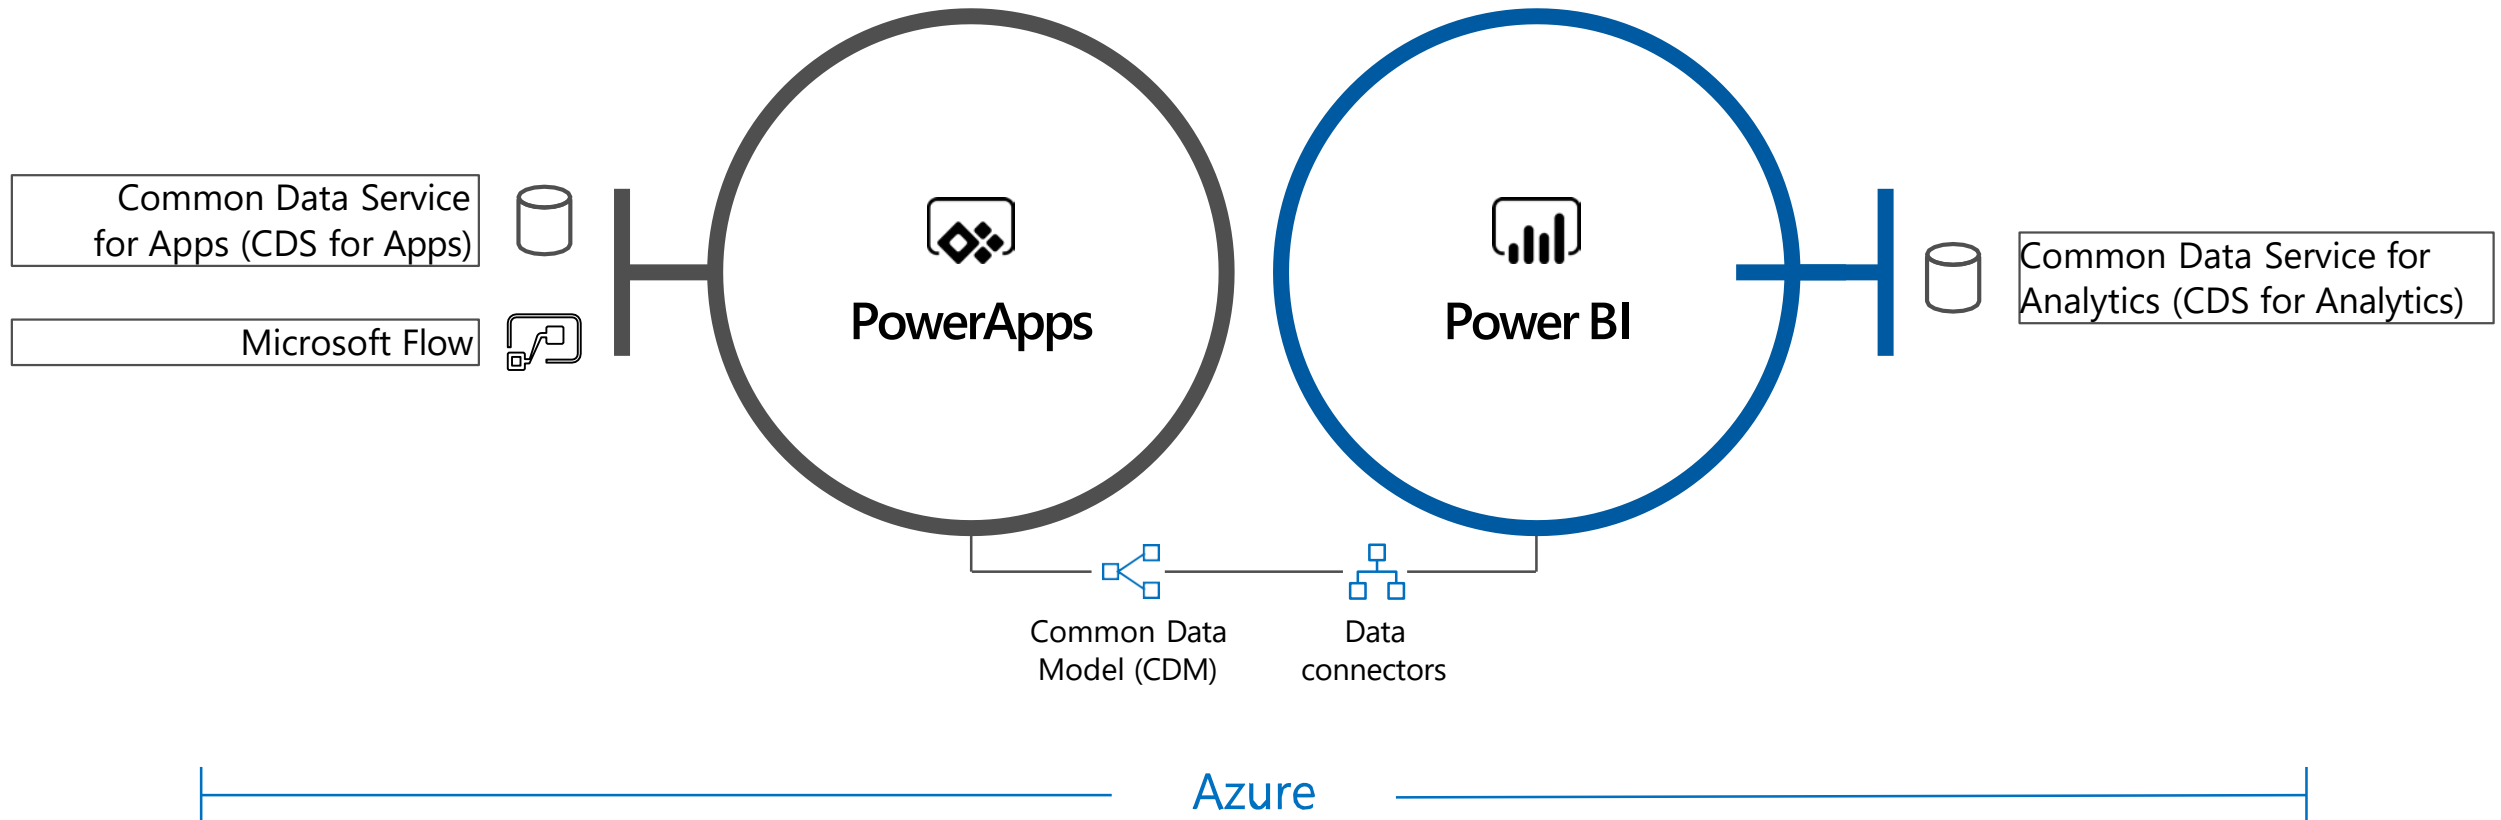 Common Data Service
for Apps (CDS for Apps)
Microsoft Flow
PowerApps
Power BI
Common Data Service for
Analytics (CDS for Analytics)
Common Data
Model (CDM)
Data
connectors
Azure